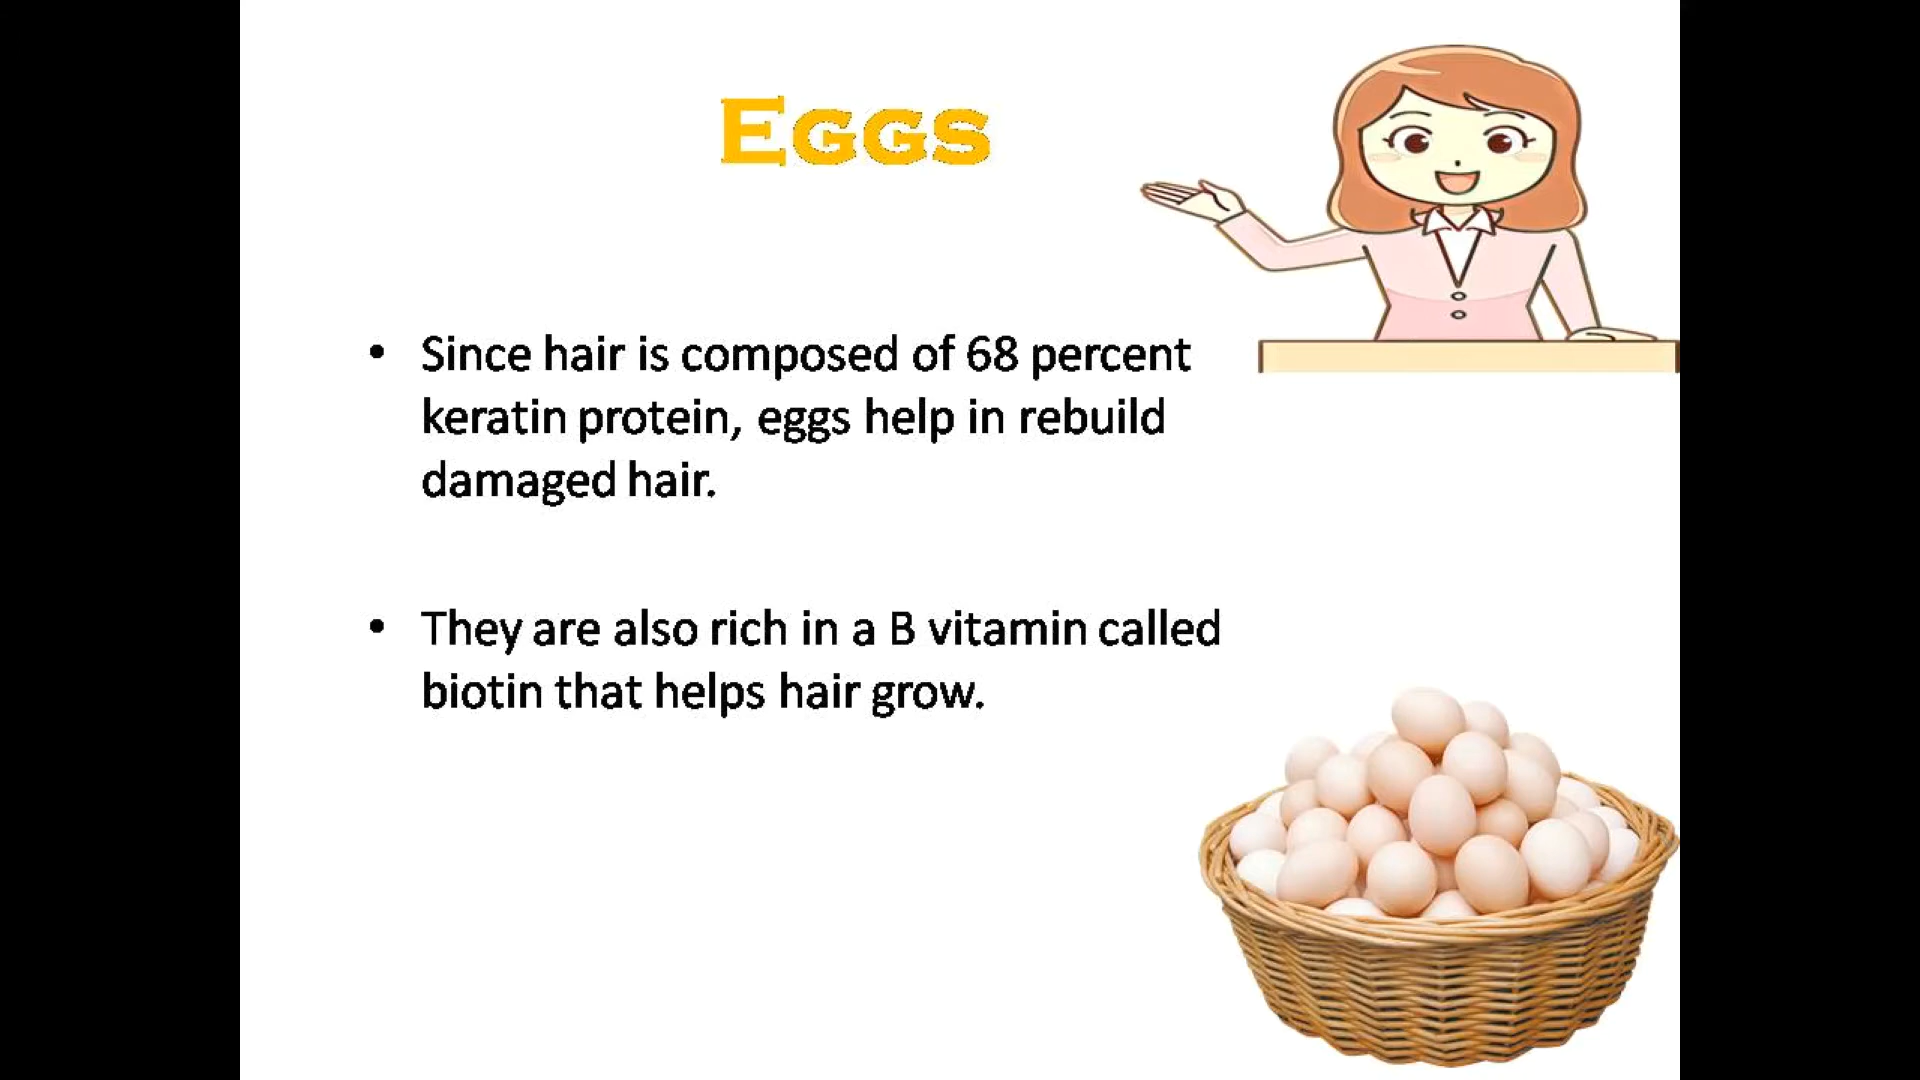 Eggs
• Since hair is composed of 68 percent
keratin protein, eggs help in rebuild
damaged hair.
• They are also rich in a B vitamin called
biotin that helps hair grow.